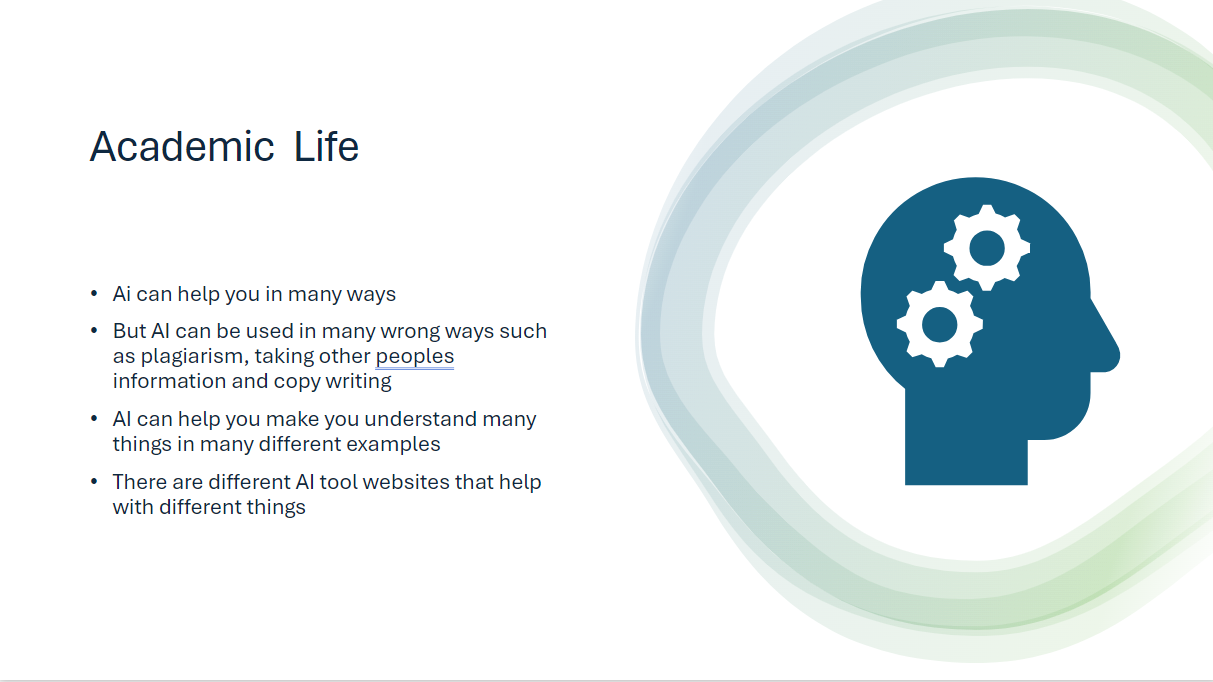 Academic  Life
• Ai can help you in many ways
• But AI can be used in many wrong ways such
as plagiarism, taking other peoples
information and copy writing
• AI can help you make you understand many
things in many different examples
• There are different AI tool websites that help
with different things